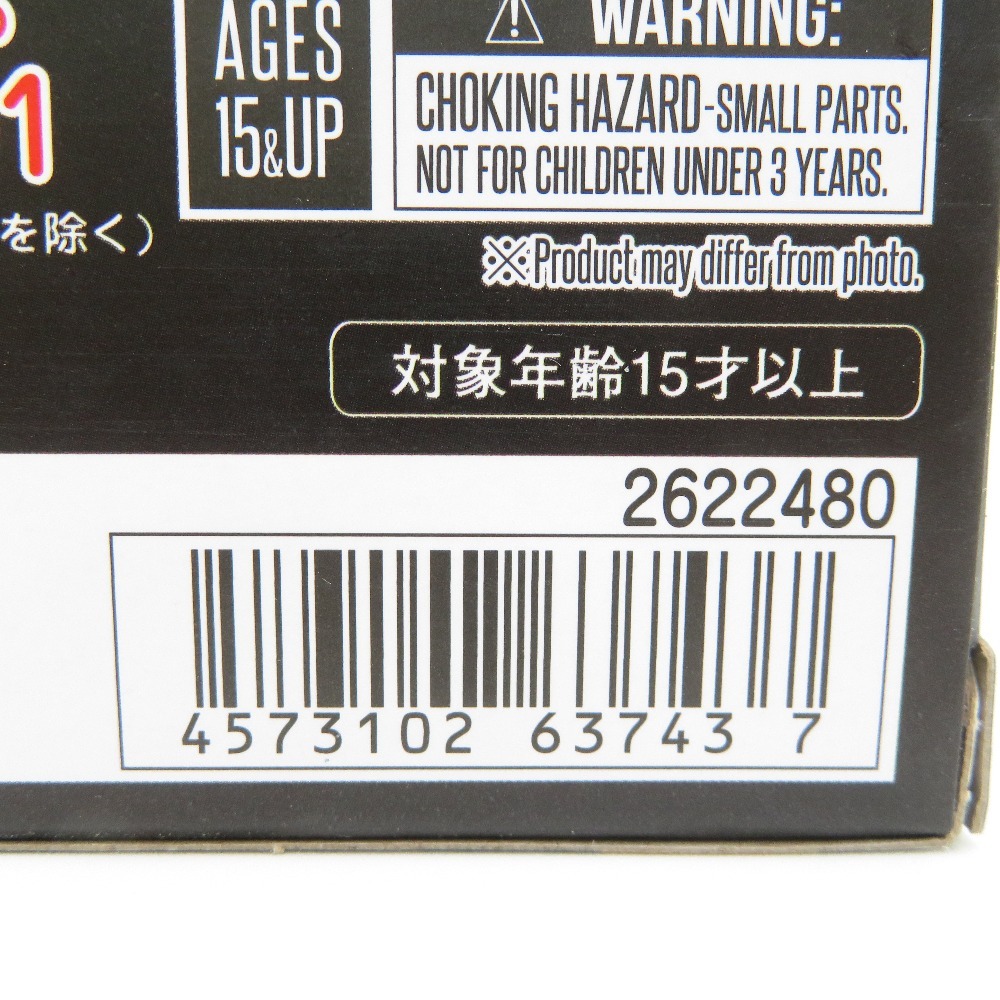 1
を除く）
AGES
15&UP
⚠ WARNING:
CHOKING HAZARD-SMALL PARTS.
NOT FOR CHILDREN UNDER 3 YEARS.
※Product may differ from photo.
対象年齢15才以上
2622480
4573102 63743 7